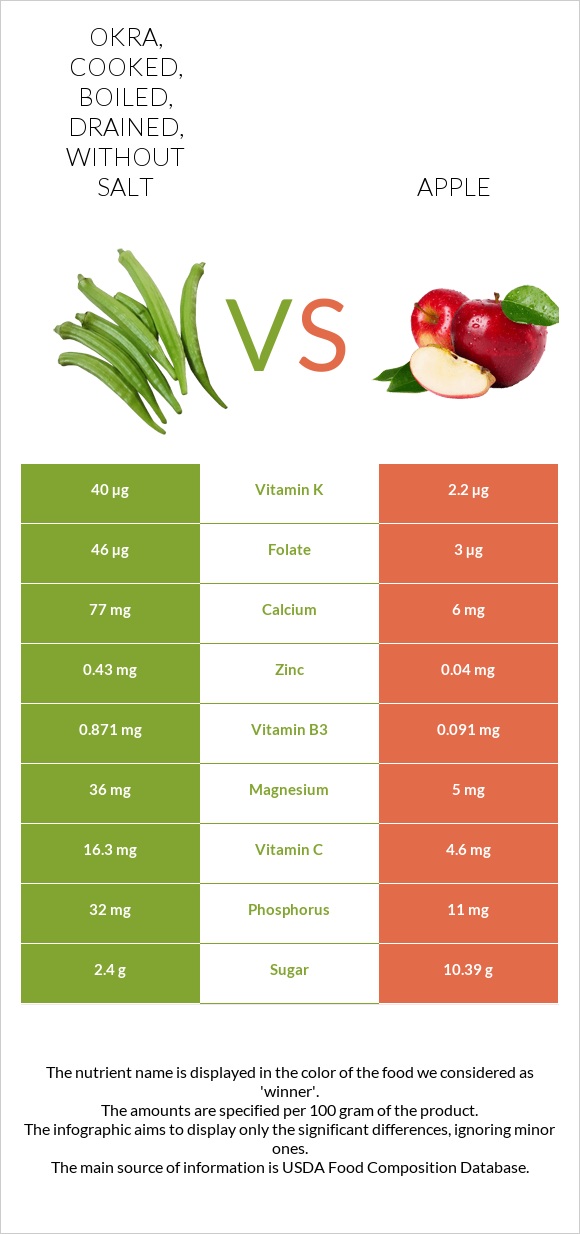 OKRA,
COOKED,
BOILED,
DRAINED,
WITHOUT
SALT
APPLE
VS
40 µg Vitamin K 2.2 µg
46 µg Folate 3 µg
77 mg Calcium 6 mg
0.43 mg Zinc 0.04 mg
0.871 mg Vitamin B3 0.091 mg
36 mg Magnesium 5 mg
16.3 mg Vitamin C 4.6 mg
32 mg Phosphorus 11 mg
2.4 g Sugar 10.39 g
The nutrient name is displayed in the color of the food we considered as
'winner'.
The amounts are specified per 100 gram of the product.
The infographic aims to display only the significant differences, ignoring minor
ones.
The main source of information is USDA Food Composition Database.